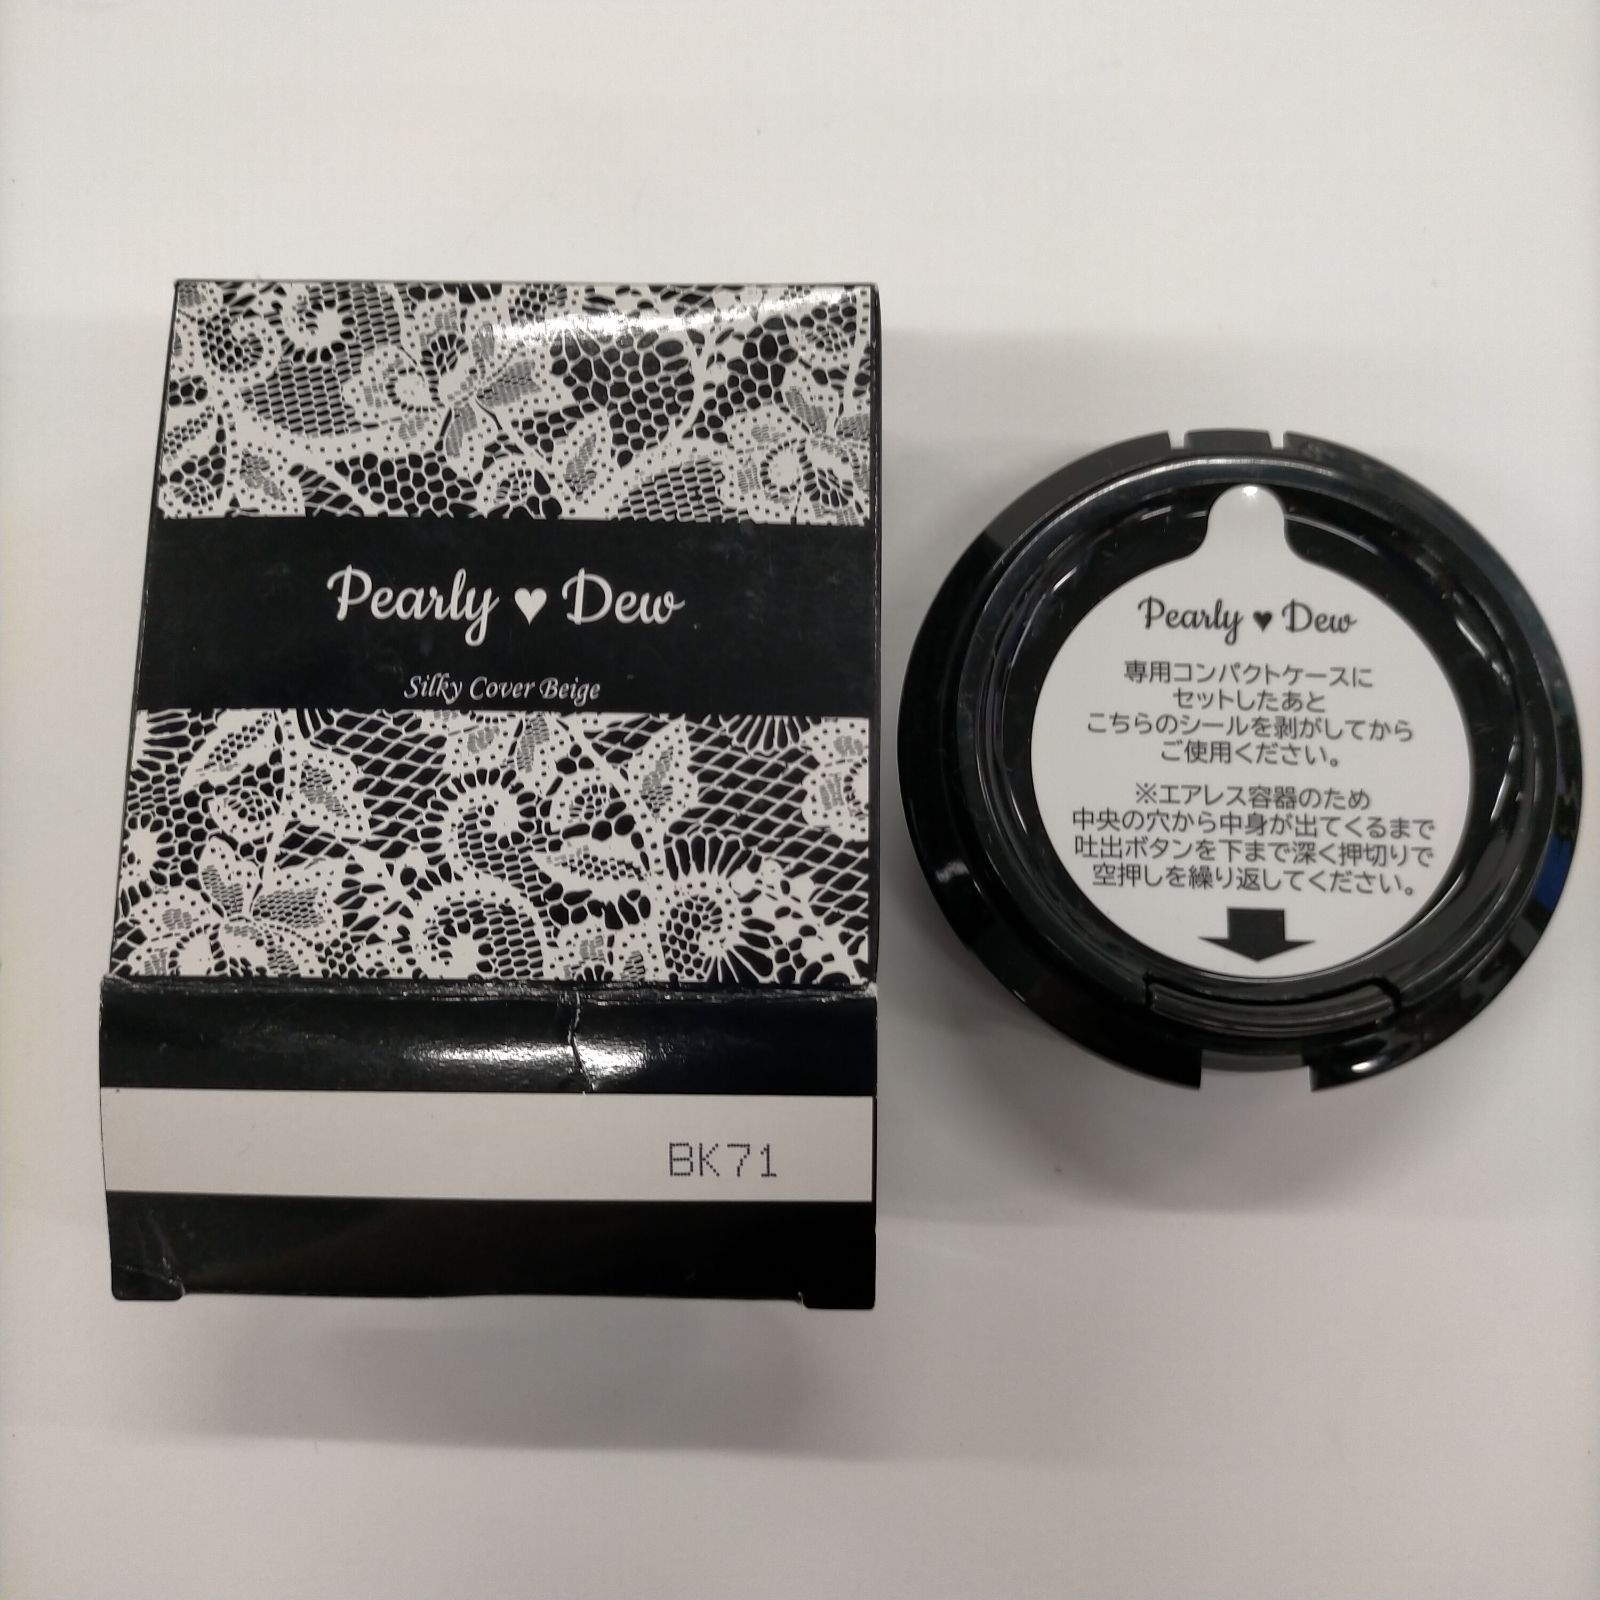 Pearly ♥ Dew
Silky Cover Beige
BK71
Pearly ♥ Dew
専用コンパクトケースに
セットしたあと
こちらのシールを剥がしてから
ご使用ください。
※エアレス容器のため
中央の穴から中身が出てくるまで
吐出ボタンを下まで深く押切りで
空押しを繰り返してください。